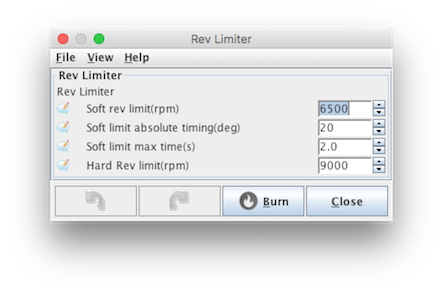 Rev Limiter
File View Help
Rev Limiter
Rev Limiter
Soft rev limit(rpm) 6500
Soft limit absolute timing(deg) 20
Soft limit max time(s) 2.0
Hard Rev limit(rpm) 9000
Burn Close